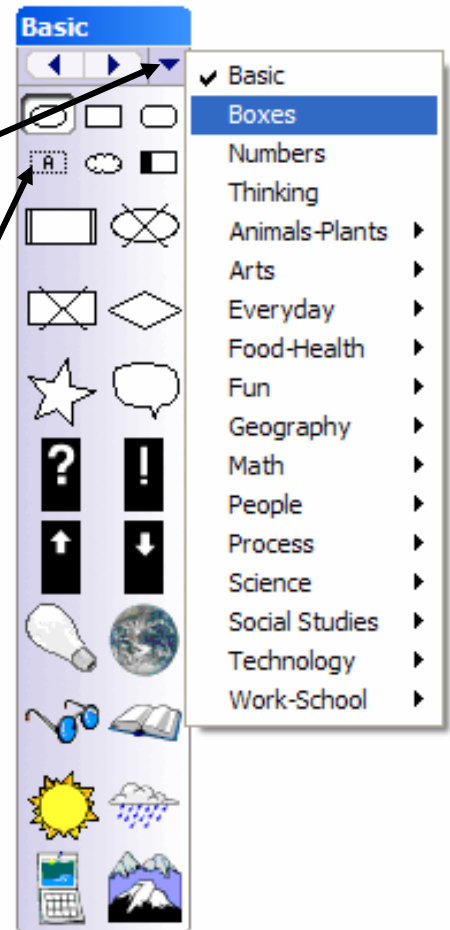 Basic
Basic
Boxes
Numbers
Thinking
Animals-Plants
Arts
Everyday
Food-Health
Fun
Geography
Math
People
Process
Science
Social Studies
Technology
Work-School
A
?
!